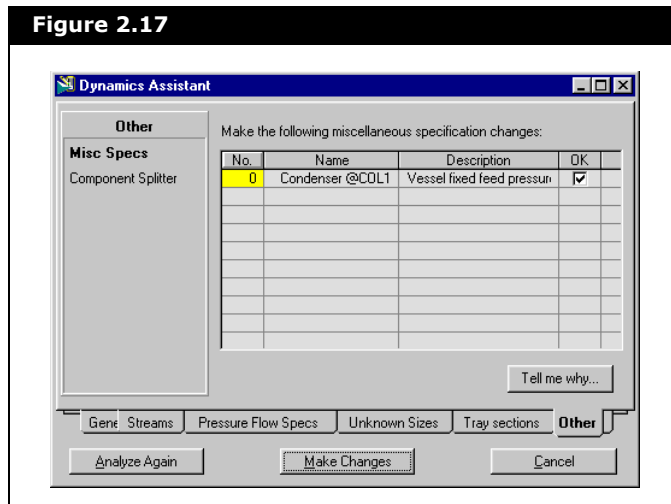 Figure 2.17
Dynamics Assistant
Other
Misc Specs
Component Splitter
Make the following miscellaneous specification changes:
No. Name Description OK
0 Condenser @COL1 Vessel fixed feed pressure
Tell me why...
Gene Streams Pressure Flow Specs Unknown Sizes Tray sections Other
Analyze Again Make Changes Cancel